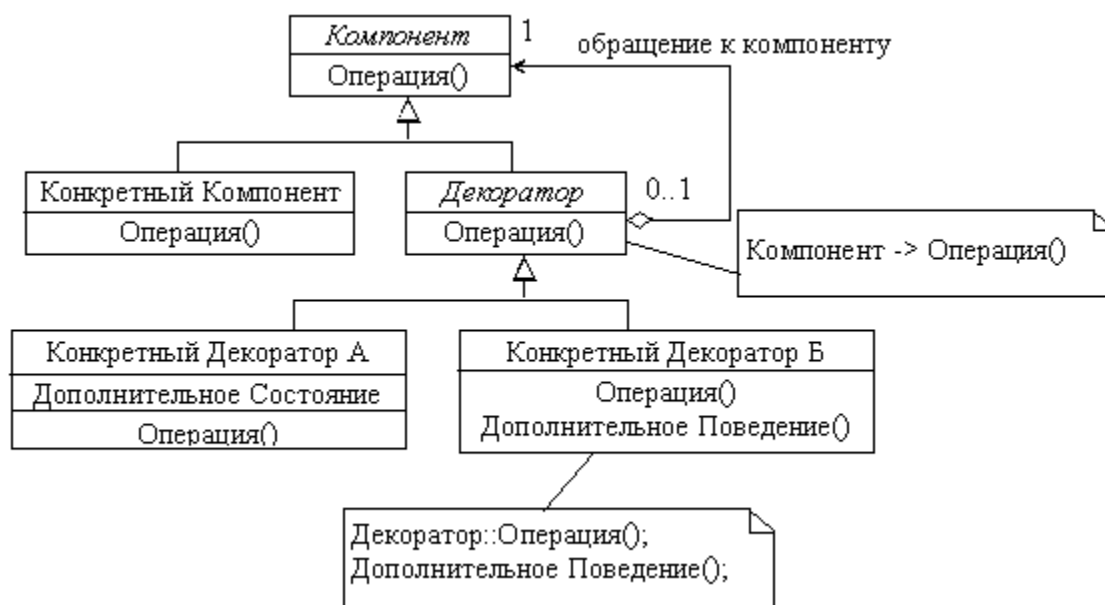 Компонент
1
обращение к компоненту
Операция()
Конкретный Компонент
Операция()
Декоратор
0..1
Операция()
Компонент -> Операция()
Конкретный Декоратор А
Дополнительное Состояние
Операция()
Конкретный Декоратор Б
Операция()
Дополнительное Поведение()
Декоратор::Операция();
Дополнительное Поведение();